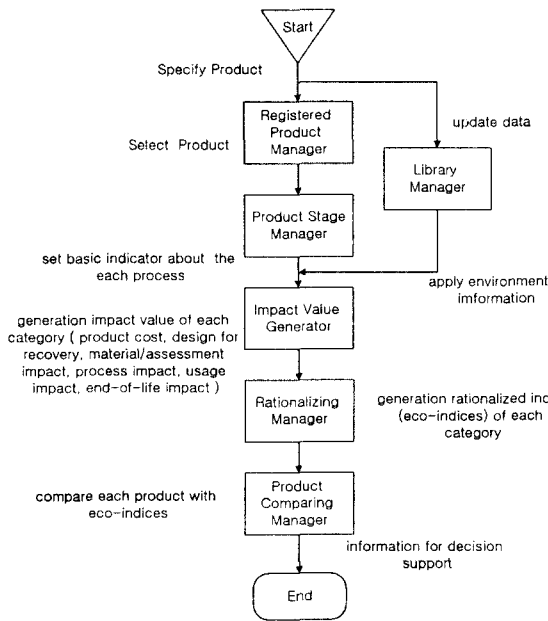 Start
Specify Product
Registered
Product
Manager
update data
Select Product
Library
Manager
Product Stage
Manager
set basic indicator about the
each process
apply environment
imformation
Impact Value
Generator
generation impact value of each
category ( product cost, design for
recovery, material/assessment
impact, process impact, usage
impact, end-of-life impact )
Rationalizing
Manager
generation rationalized
(eco-indices) of each
category
Product
Comparing
Manager
compare each product with
eco-indices
information for decision
support
End